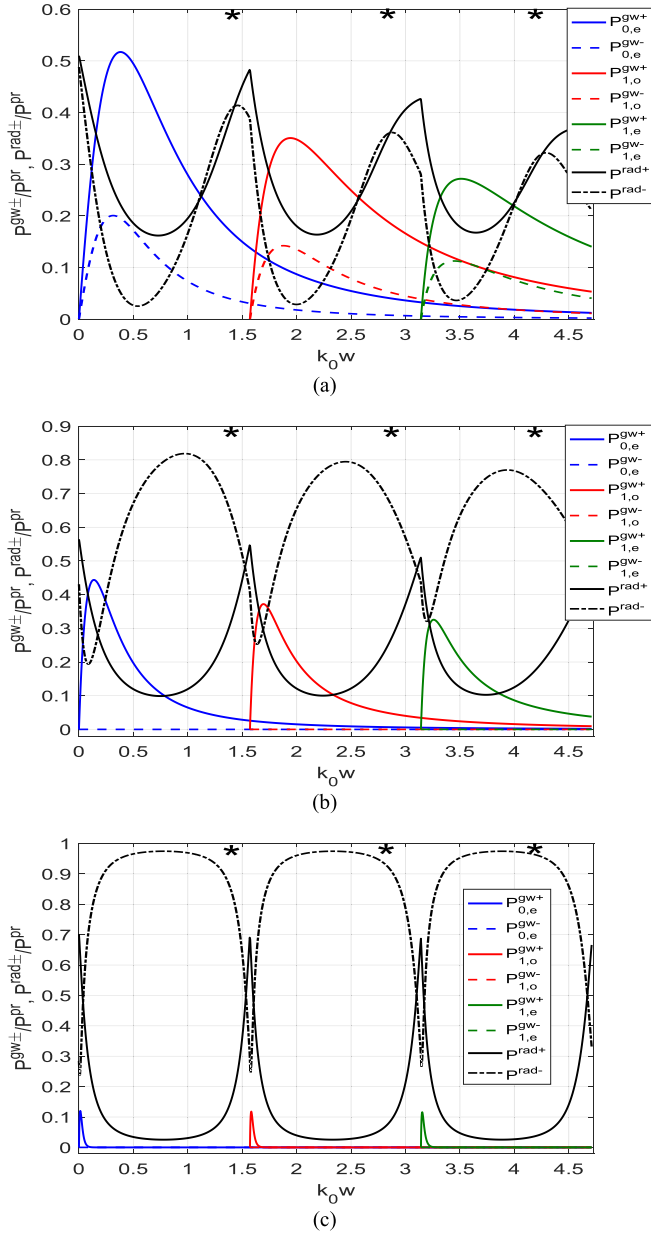 * * *
0.6
0.5
0.4
0.3
0.2
0.1
0
P^gw±/P^pr, P^rad±/P^pr
0 0.5 1 1.5 2 2.5 3 3.5 4 4.5
k_0w
P^gw+_0,e
P^gw-_0,e
P^gw+_1,o
P^gw-_1,o
P^gw+_1,e
P^gw-_1,e
P^rad+
P^rad-
(a)
* * *
0.9
0.8
0.7
0.6
0.5
0.4
0.3
0.2
0.1
0
P^gw±/P^pr, P^rad±/P^pr
0 0.5 1 1.5 2 2.5 3 3.5 4 4.5
k_0w
P^gw+_0,e
P^gw-_0,e
P^gw+_1,o
P^gw-_1,o
P^gw+_1,e
P^gw-_1,e
P^rad+
P^rad-
(b)
* * *
1
0.9
0.8
0.7
0.6
0.5
0.4
0.3
0.2
0.1
0
P^gw±/P^pr, P^rad±/P^pr
0 0.5 1 1.5 2 2.5 3 3.5 4 4.5
k_0w
P^gw+_0,e
P^gw-_0,e
P^gw+_1,o
P^gw-_1,o
P^gw+_1,e
P^gw-_1,e
P^rad+
P^rad-
(c)